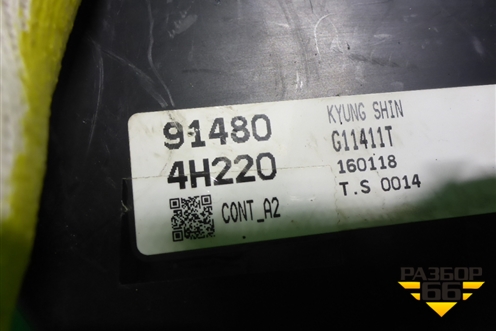 91480
4H220
CONT_A2
KYUNG SHIN
G11411T
160118
T.S 0014
РАЗБОР
66